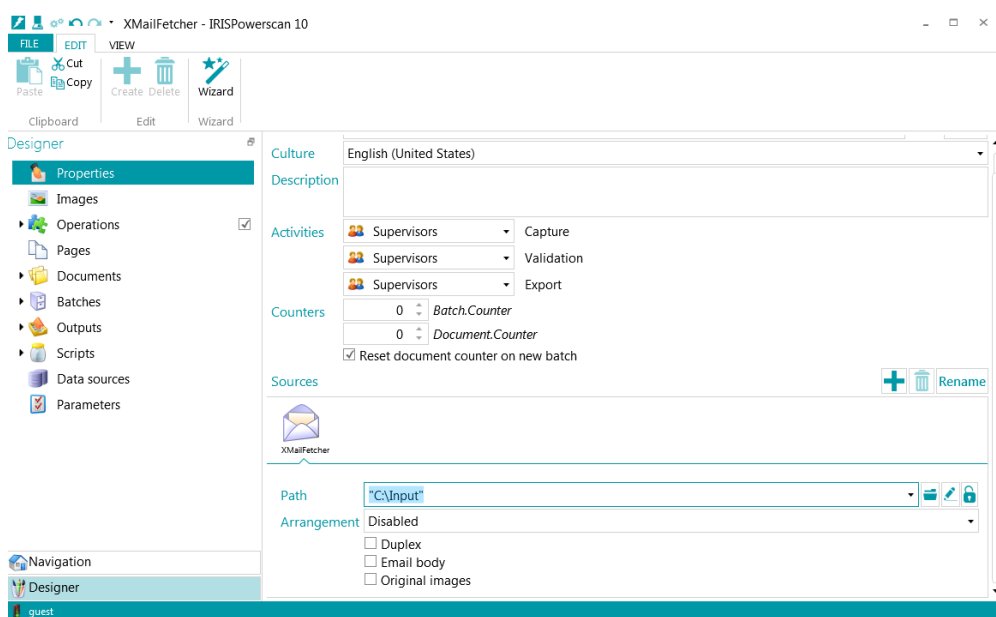 XMailFetcher - IRISPowerscan 10
FILE EDIT VIEW
Paste
Cut
Copy
Create Delete
Wizard
Clipboard Edit Wizard
Designer
Properties
Images
Operations
Pages
Documents
Batches
Outputs
Scripts
Data sources
Parameters
Navigation
Designer
guest
Culture English (United States)
Description
Activities Supervisors Capture
Supervisors Validation
Supervisors Export
Counters 0 Batch.Counter
0 Document.Counter
Reset document counter on new batch
Sources Rename
XMailFetcher
Path "C:\Input"
Arrangement Disabled
Duplex
Email body
Original images